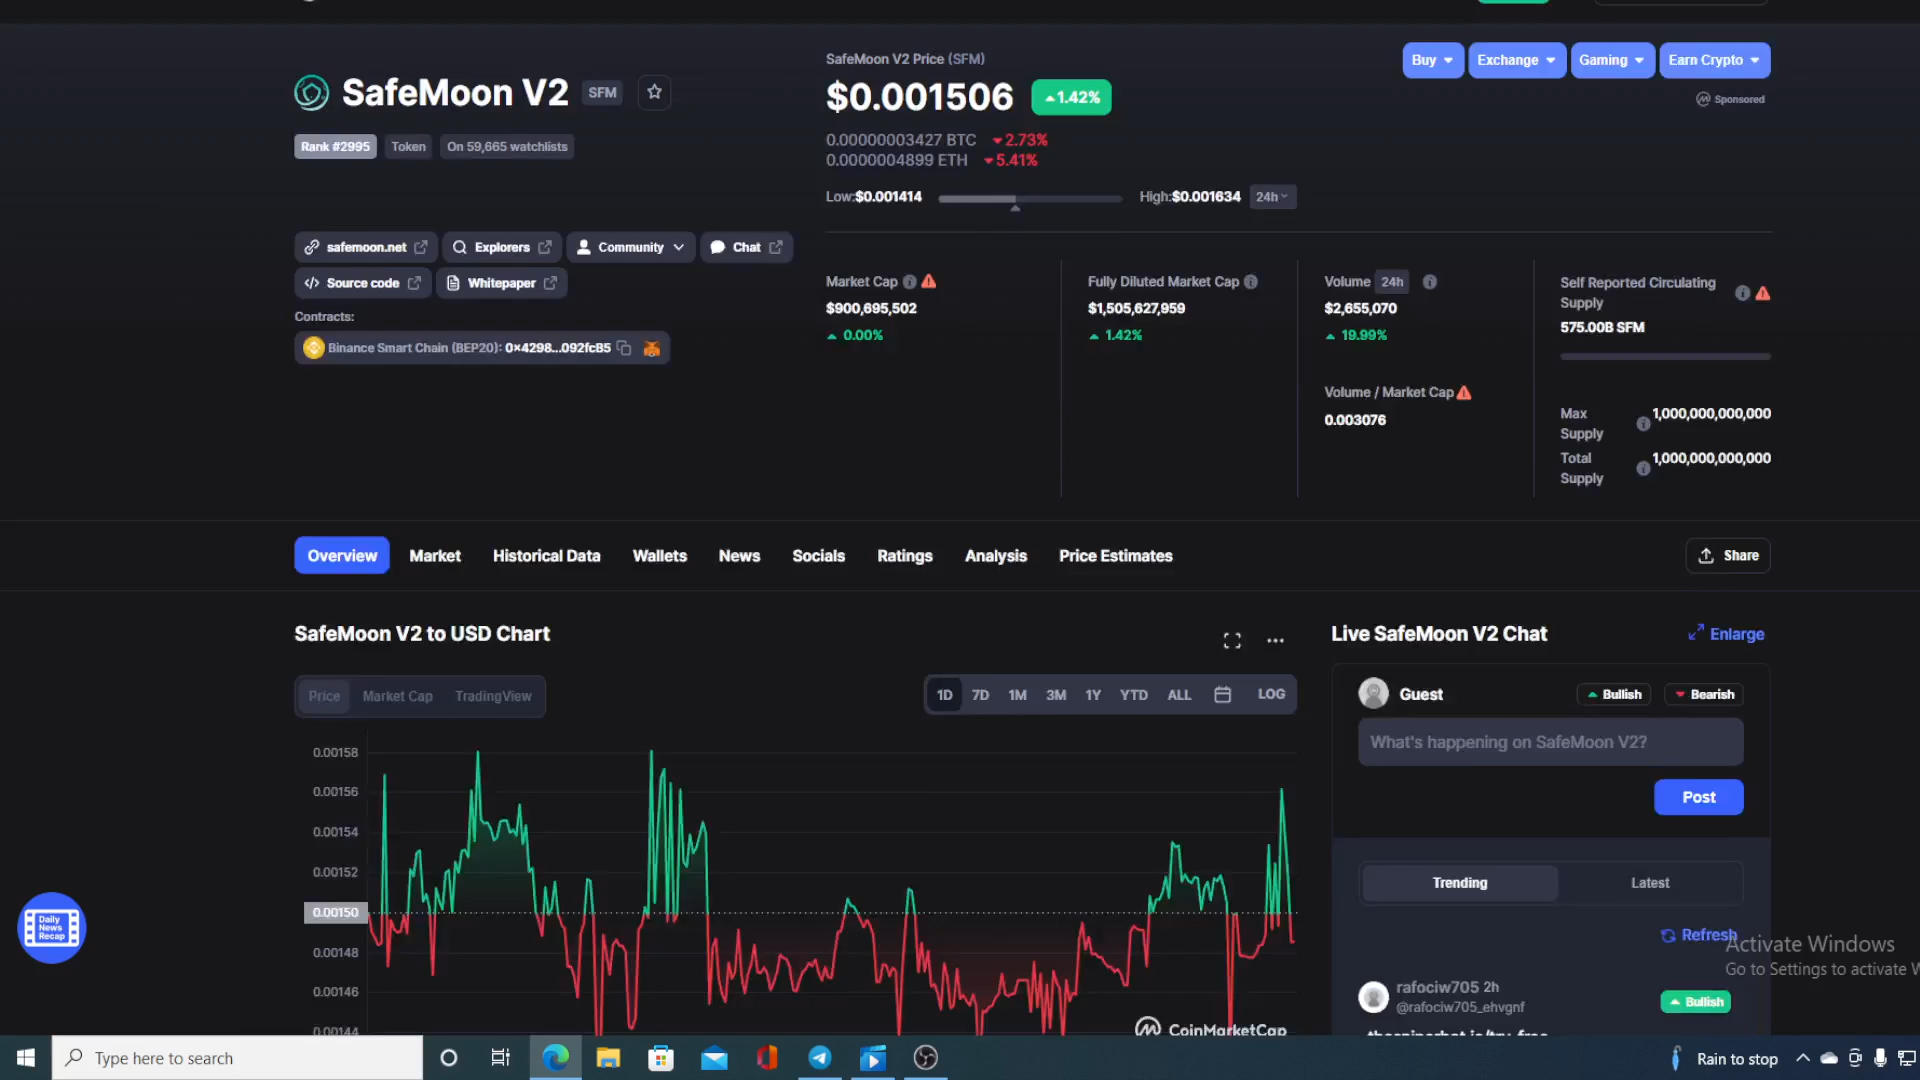 SafeMoon V2 SFM
Rank #2995 Token On 59,665 watchlists
safemoon.net Explorers Community Chat
Source code Whitepaper
Contracts:
Binance Smart Chain (BEP20): 0x4298...092fcB5
SafeMoon V2 Price (SFM)
$0.001506 1.42%
0.00000003427 BTC 2.73%
0.0000004899 ETH 5.41%
Low:$0.001414 High:$0.001634 24h
Buy Exchange Gaming Earn Crypto
Sponsored
Market Cap
$900,695,502
0.00%
Fully Diluted Market Cap
$1,505,627,959
1.42%
Volume 24h
$2,655,070
19.99%
Volume / Market Cap
0.003076
Self Reported Circulating
Supply
575.00B SFM
Max
Supply
1,000,000,000,000
Total
Supply
1,000,000,000,000
Overview Market Historical Data Wallets News Socials Ratings Analysis Price Estimates Share
SafeMoon V2 to USD Chart
Price Market Cap TradingView
1D 7D 1M 3M 1Y YTD ALL LOG
0.00158
0.00156
0.00154
0.00152
0.00150
0.00148
0.00146
0.00144
CoinMarketCap
Live SafeMoon V2 Chat Enlarge
Guest Bullish Bearish
What's happening on SafeMoon V2?
Post
Trending Latest
Refresh
rafociw705 2h
@rafociw705_ehvgnf
Bullish
Activate Windows
Go to Settings to activate W
Daily
News
Recap
Type here to search
Rain to stop